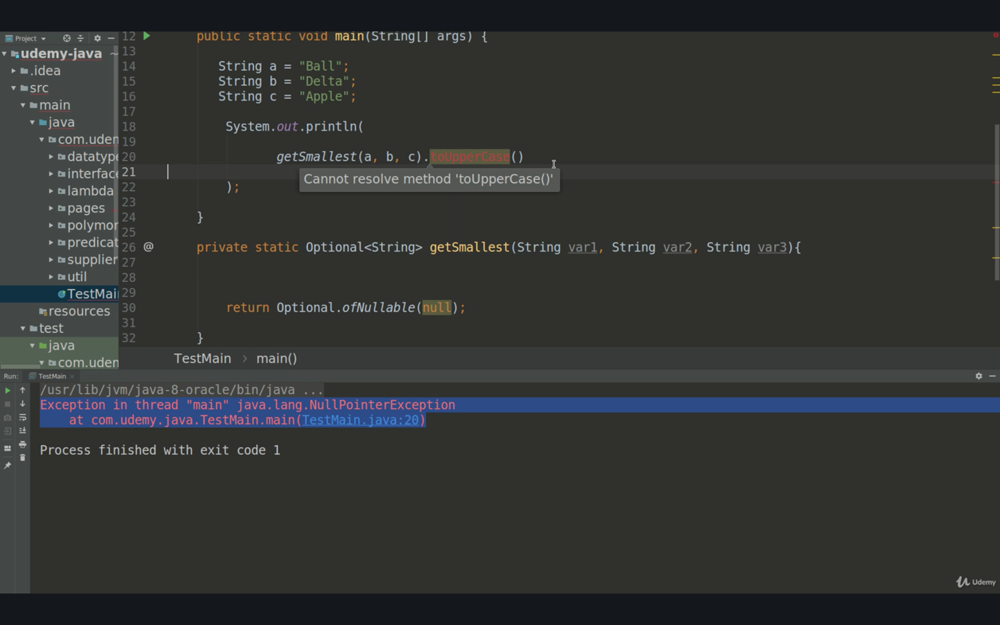 Project
udemy-java ~
.idea
src
main
java
com.uden
datatype
interface
lambda
pages
polymor
predicat
supplier
util
TestMai
resources
test
java
com.uden
12 public static void main(String[] args) {
13
14 String a = "Ball";
15 String b = "Delta";
16 String c = "Apple";
17
18 System.out.println(
19
20 getSmallest(a, b, c).toUpperCase()
21
Cannot resolve method 'toUpperCase()'
22 );
23
24 }
25
26 @ private static Optional<String> getSmallest(String var1, String var2, String var3){
27
28
29
30 return Optional.ofNullable(null);
31
32 }
TestMain > main()
Run: TestMain ×
/usr/lib/jvm/java-8-oracle/bin/java ...
Exception in thread "main" java.lang.NullPointerException
at com.udemy.java.TestMain.main(TestMain.java:20)
Process finished with exit code 1
Udemy